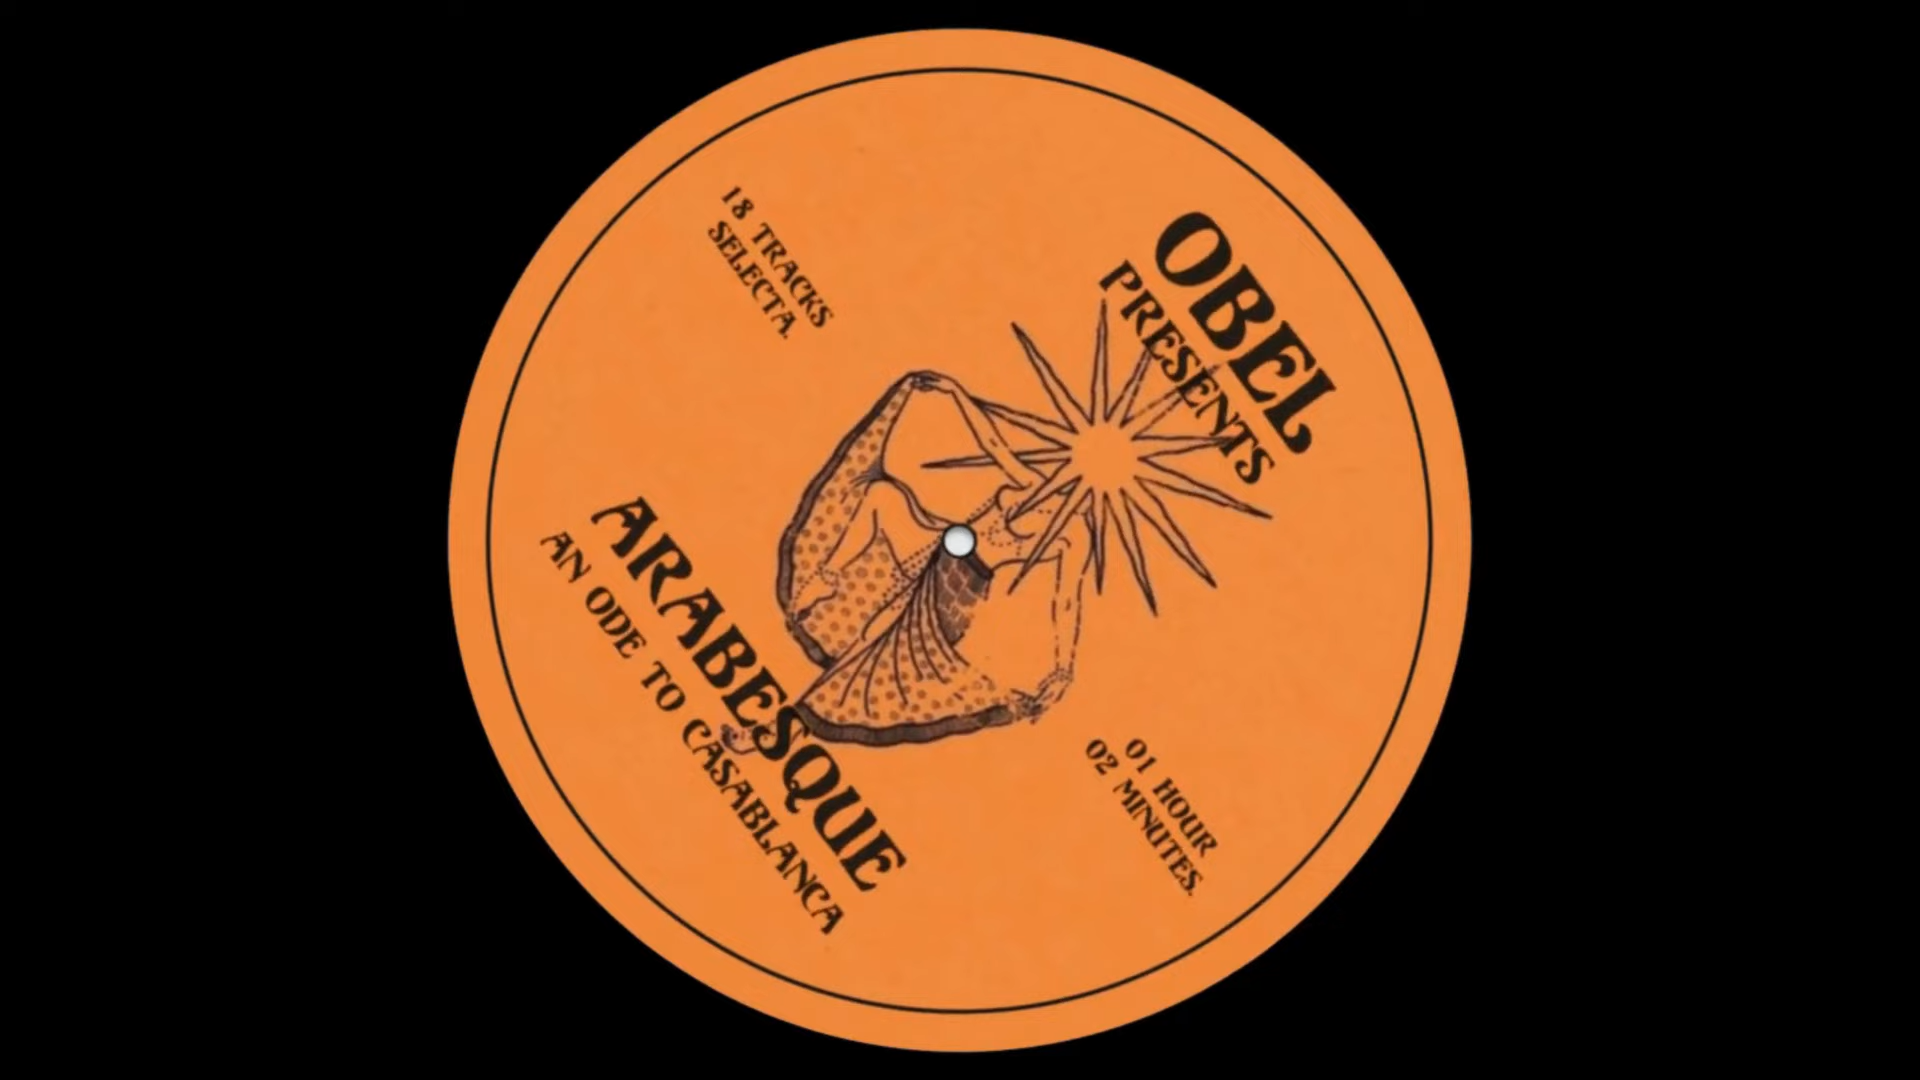 OBEL
PRESENTS
18 TRACKS
SELECTA.
01 HOUR
02 MINUTES.
ARABESQUE
AN ODE TO CASABLANCA